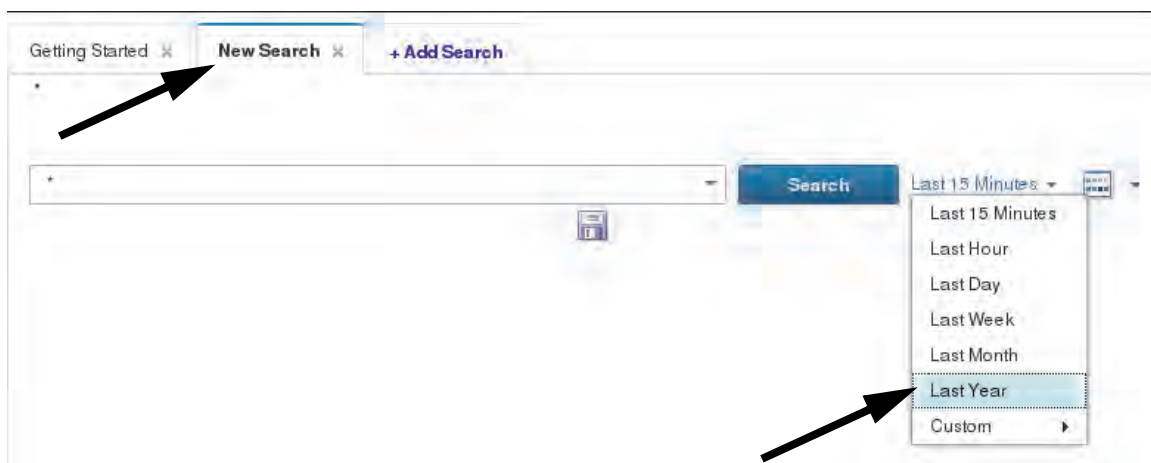 Getting Started × New Search × + Add Search
*
* Search Last 15 Minutes
Last 15 Minutes
Last Hour
Last Day
Last Week
Last Month
Last Year
Custom